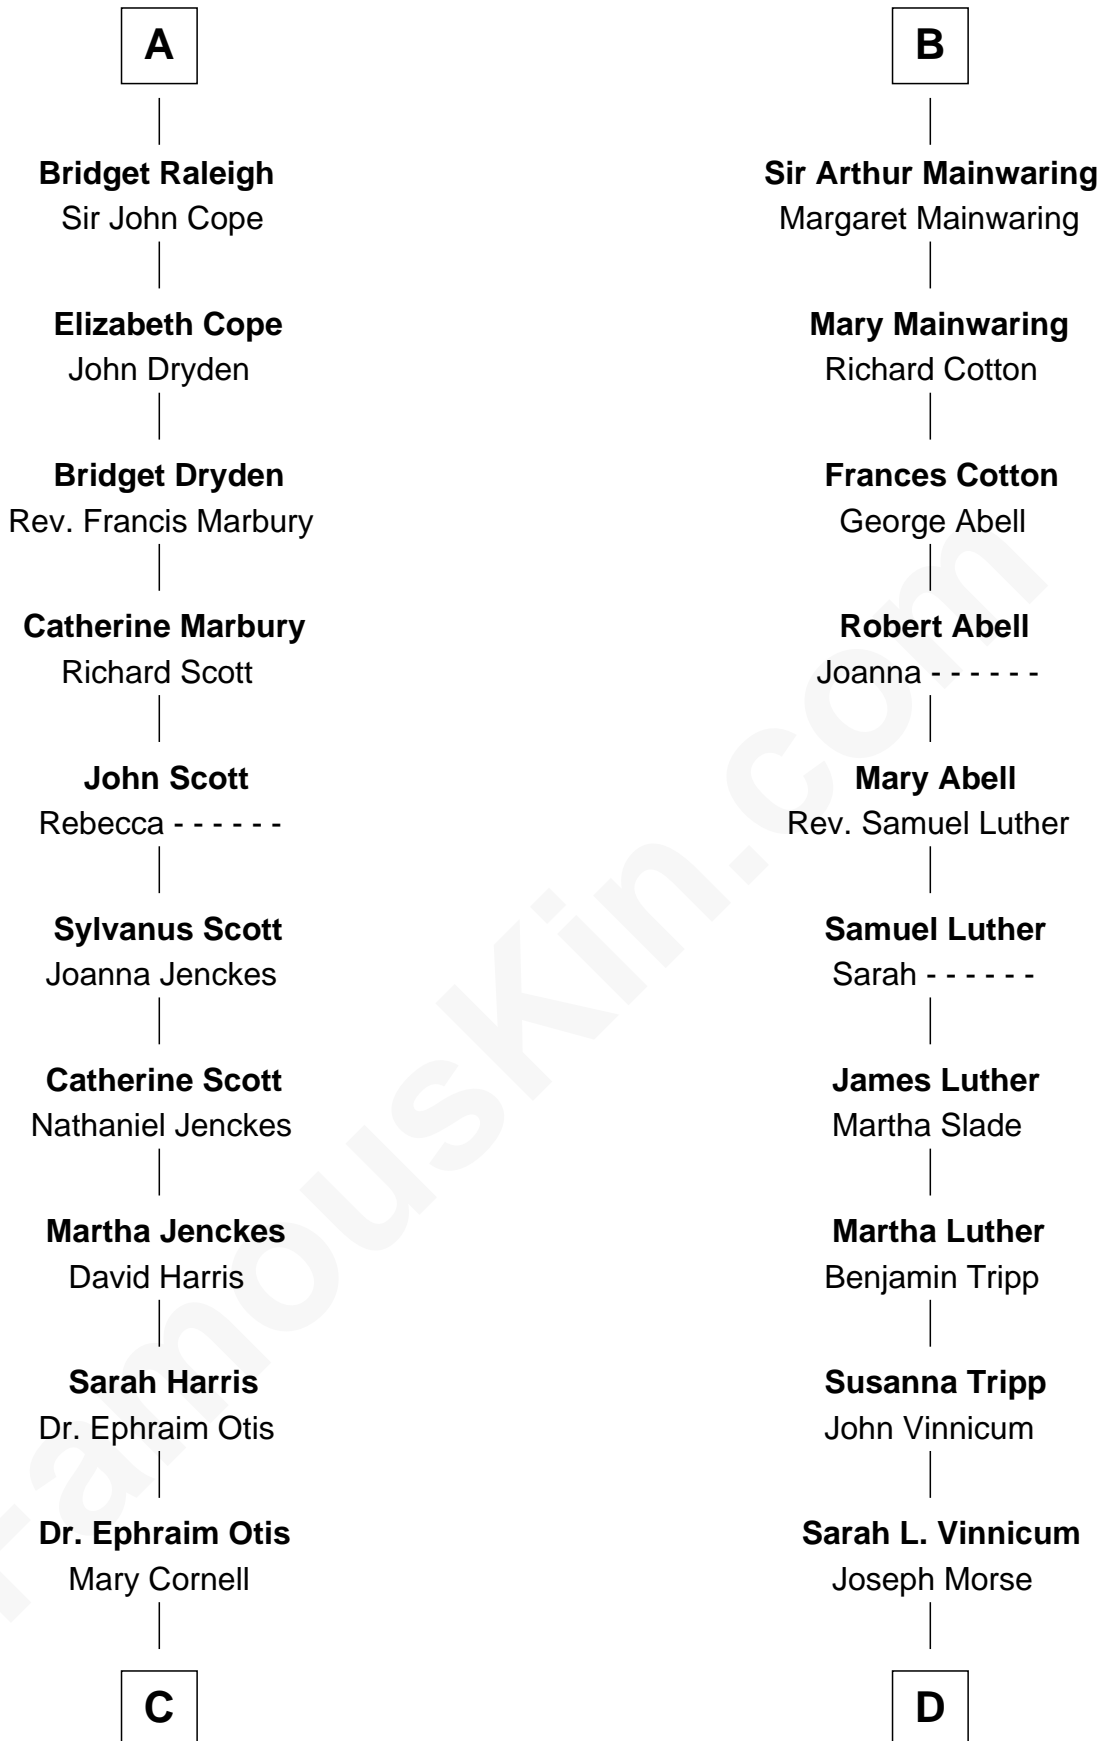 A
Bridget Raleigh
Sir John Cope
Elizabeth Cope
John Dryden
Bridget Dryden
Rev. Francis Marbury
Catherine Marbury
Richard Scott
John Scott
Rebecca - - - - - -
Sylvanus Scott
Joanna Jenckes
Catherine Scott
Nathaniel Jenckes
Martha Jenckes
David Harris
Sarah Harris
Dr. Ephraim Otis
Dr. Ephraim Otis
Mary Cornell
C
B
Sir Arthur Mainwaring
Margaret Mainwaring
Mary Mainwaring
Richard Cotton
Frances Cotton
George Abell
Robert Abell
Joanna - - - - - -
Mary Abell
Rev. Samuel Luther
Samuel Luther
Sarah - - - - - -
James Luther
Martha Slade
Martha Luther
Benjamin Tripp
Susanna Tripp
John Vinnicum
Sarah L. Vinnicum
Joseph Morse
D
FamousKin.com